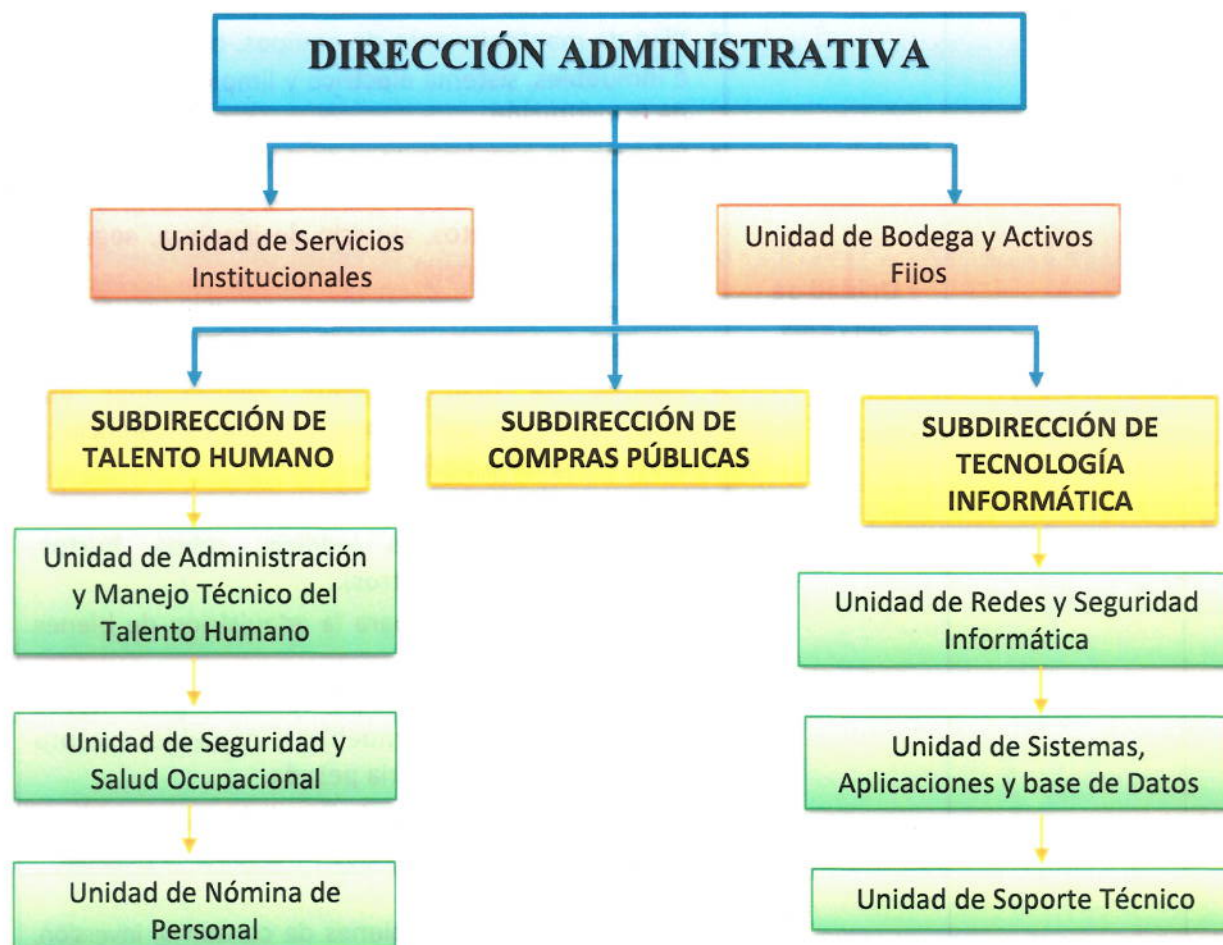 DIRECCIÓN ADMINISTRATIVA
Unidad de Servicios
Institucionales
Unidad de Bodega y Activos
Fijos
SUBDIRECCIÓN DE
TALENTO HUMANO
SUBDIRECCIÓN DE
COMPRAS PÚBLICAS
SUBDIRECCIÓN DE
TECNOLOGÍA
INFORMÁTICA
Unidad de Administración
y Manejo Técnico del
Talento Humano
Unidad de Seguridad y
Salud Ocupacional
Unidad de Nómina de
Personal
Unidad de Redes y Seguridad
Informática
Unidad de Sistemas,
Aplicaciones y base de Datos
Unidad de Soporte Técnico